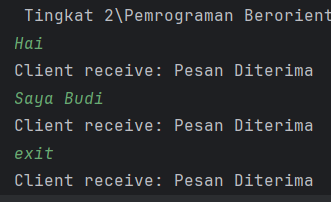 Tingkat 2\Pemrograman Berorient
Hai
Client receive: Pesan Diterima
Saya Budi
Client receive: Pesan Diterima
exit
Client receive: Pesan Diterima